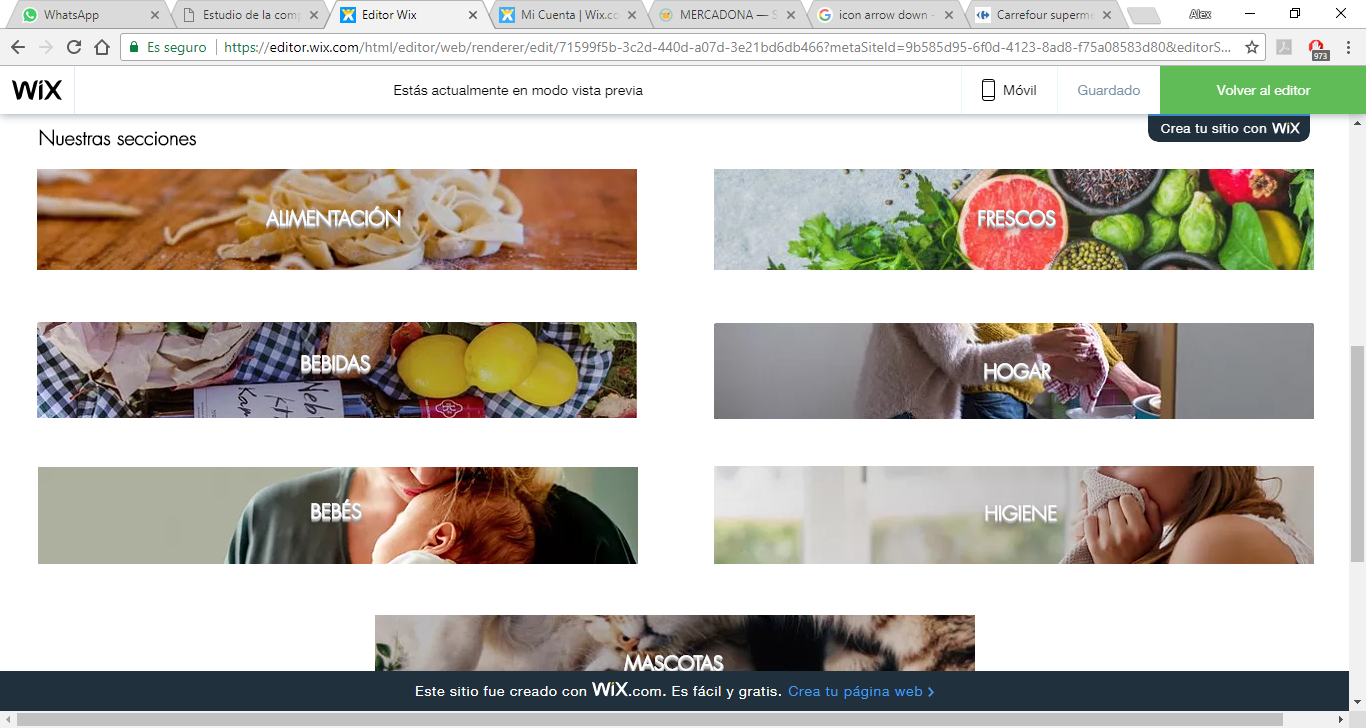 WhatsApp
Estudio de la comp
Editor Wix
Mi Cuenta | Wix.co
MERCADONA — S
icon arrow down -
Carrefour superme
Alex
Es seguro
https://editor.wix.com/html/editor/web/renderer/edit/71599f5b-3c2d-440d-a07d-3e21bd6db466?metaSiteId=9b585d95-6f0d-4123-8ad8-f75a08583d80&editorS...
973
WiX
Estás actualmente en modo vista previa
Móvil
Guardado
Volver al editor
Crea tu sitio con WiX
Nuestras secciones
ALIMENTACIÓN
FRESCOS
BEBIDAS
HOGAR
BEBÉS
HIGIENE
MASCOTAS
Este sitio fue creado con WiX.com. Es fácil y gratis. Crea tu página web >